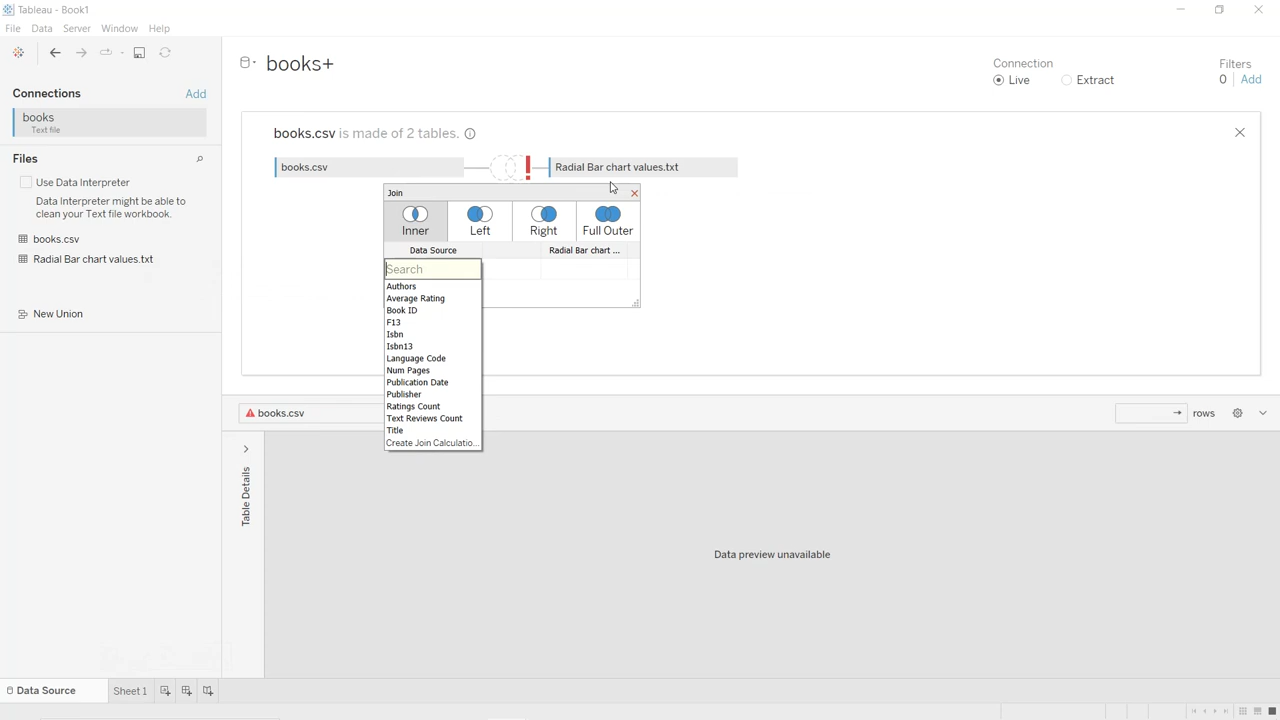 Tableau - Book1
File Data Server Window Help
Connections Add
books
Text file
Files
Use Data Interpreter
Data Interpreter might be able to
clean your Text file workbook.
books.csv
Radial Bar chart values.txt
New Union
books+
Connection
Live Extract
Filters
0 Add
books.csv is made of 2 tables.
books.csv
Radial Bar chart values.txt
Join
Inner Left Right Full Outer
Data Source Radial Bar chart ...
Search
Authors
Average Rating
Book ID
F13
Isbn
Isbn13
Language Code
Num Pages
Publication Date
Publisher
Ratings Count
Text Reviews Count
Title
Create Join Calculatio...
books.csv
rows
Table Details
Data preview unavailable
Data Source Sheet 1